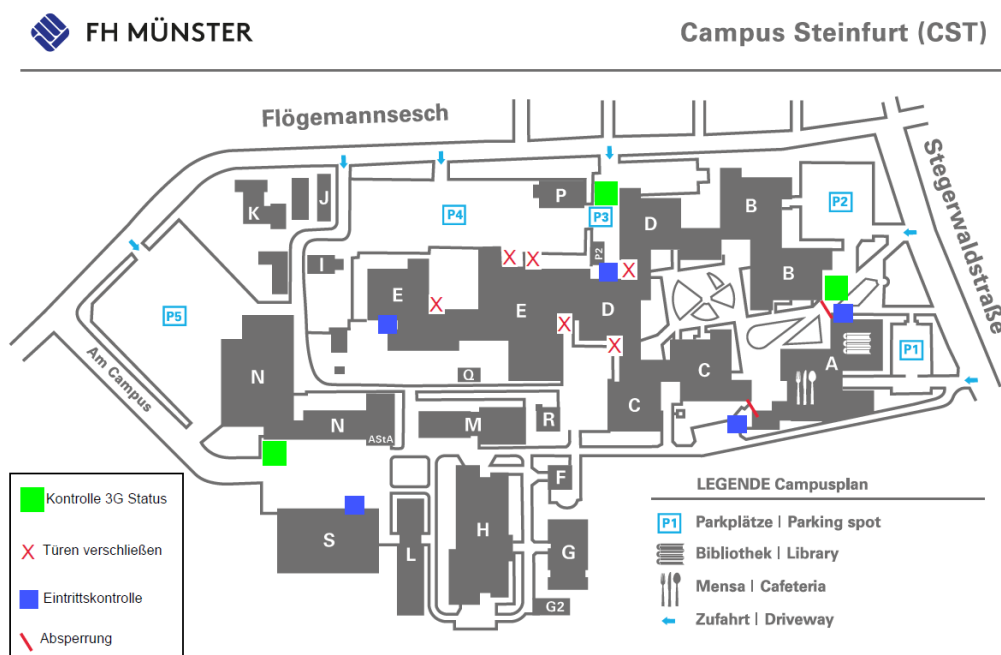 FH MÜNSTER
Campus Steinfurt (CST)
Flögemannsesch
Stegerwaldstraße
K
J
P
P4
P3
D
B
P2
P2
I
B
E
E
D
P5
P1
A
C
Q
N
C
Am Campus
N
AStA
M
R
F
H
S
L
G
G2
Kontrolle 3G Status
X Türen verschließen
Eintrittskontrolle
Absperrung
LEGENDE Campusplan
P1 Parkplätze | Parking spot
Bibliothek | Library
Mensa | Cafeteria
Zufahrt | Driveway